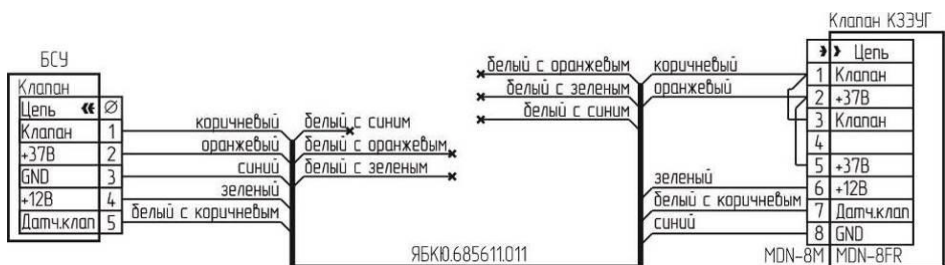 Клапан КЗЭУГ
БСУ
Клапан
Цепь
Клапан 1
+37В 2
GND 3
+12В 4
Датч.клап 5
коричневый
оранжевый
синий
зеленый
белый с коричневым
белый с синим
белый с оранжевым
белый с зеленым
белый с оранжевым
белый с зеленым
белый с синим
коричневый
оранжевый
зеленый
белый с коричневым
синий
Цепь
1 Клапан
2 +37В
3 Клапан
4
5 +37В
6 +12В
7 Датч.клап
8 GND
MDN-8M MDN-8FR
ЯБКЮ.685611.011